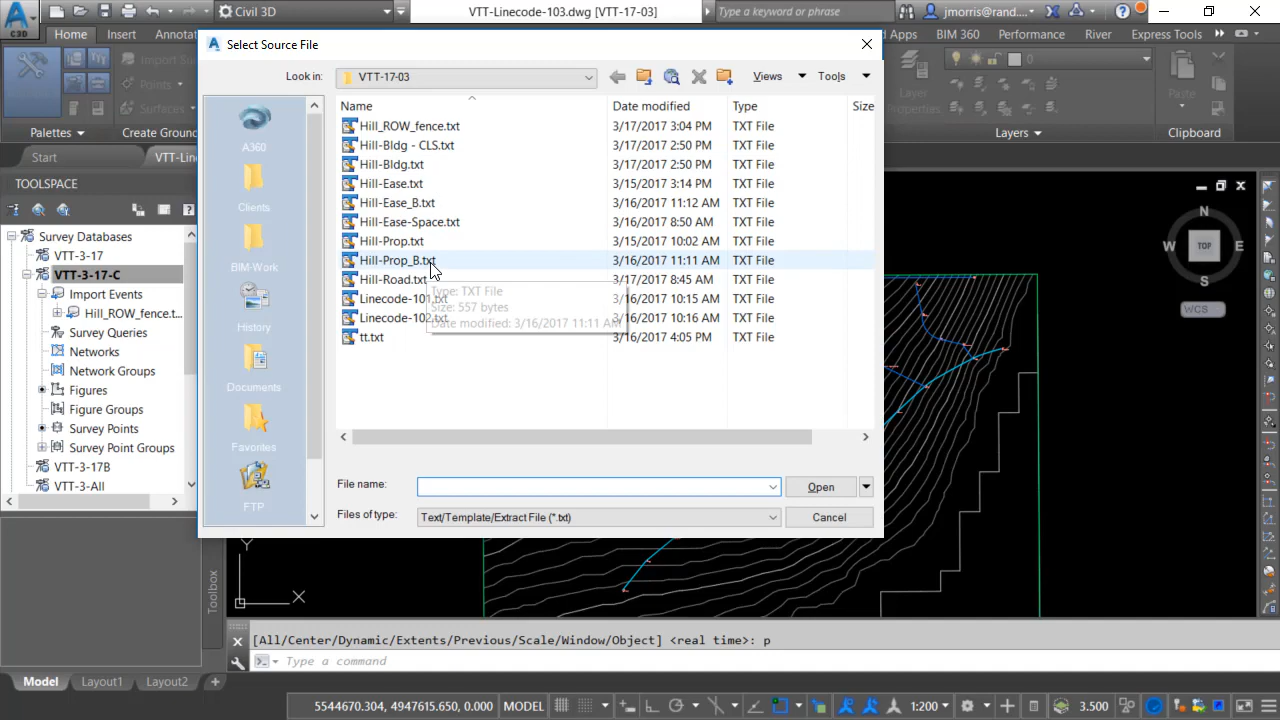 Civil 3D
VTT-Linecode-103.dwg [VTT-17-03]
Type a keyword or phrase
jmorris@rand....
C3D
Home
Insert
Annotat
d Apps
BIM 360
Performance
River
Express Tools
Points
Surfaces
Palettes
Create Ground
Layer
Properties
0
Layers
Paste
Clipboard
Start
VTT-Li
Select Source File
Look in:
VTT-17-03
Views
Tools
Name
Date modified
Type
Size
Hill_ROW_fence.txt 3/17/2017 3:04 PM TXT File
Hill-Bldg - CLS.txt 3/17/2017 2:50 PM TXT File
Hill-Bldg.txt 3/17/2017 2:50 PM TXT File
Hill-Ease.txt 3/15/2017 3:14 PM TXT File
Hill-Ease_B.txt 3/16/2017 11:12 AM TXT File
Hill-Ease-Space.txt 3/16/2017 8:50 AM TXT File
Hill-Prop.txt 3/15/2017 10:02 AM TXT File
Hill-Prop_B.txt 3/16/2017 11:11 AM TXT File
Hill-Road.txt 3/17/2017 8:45 AM TXT File
Linecode-101.txt 3/16/2017 10:15 AM TXT File
Linecode-102.txt 3/16/2017 10:16 AM TXT File
tt.txt 3/16/2017 4:05 PM TXT File
Type: TXT File
Size: 557 bytes
Date modified: 3/16/2017 11:11 AM
A360
Clients
BIM-Work
History
Documents
Favorites
FTP
File name:
Open
Files of type:
Text/Template/Extract File (*.txt)
Cancel
TOOLSPACE
Survey Databases
VTT-3-17
VTT-3-17-C
Import Events
Hill_ROW_fence.t...
Survey Queries
Networks
Network Groups
Figures
Figure Groups
Survey Points
Survey Point Groups
VTT-3-17B
VTT-3-All
Toolbox
N
W
TOP
E
S
WCS
Y
X
[All/Center/Dynamic/Extents/Previous/Scale/Window/Object] <real time>: p
Type a command
Model
Layout1
Layout2
+
5544670.304, 4947615.650, 0.000
MODEL
1:200
3.500